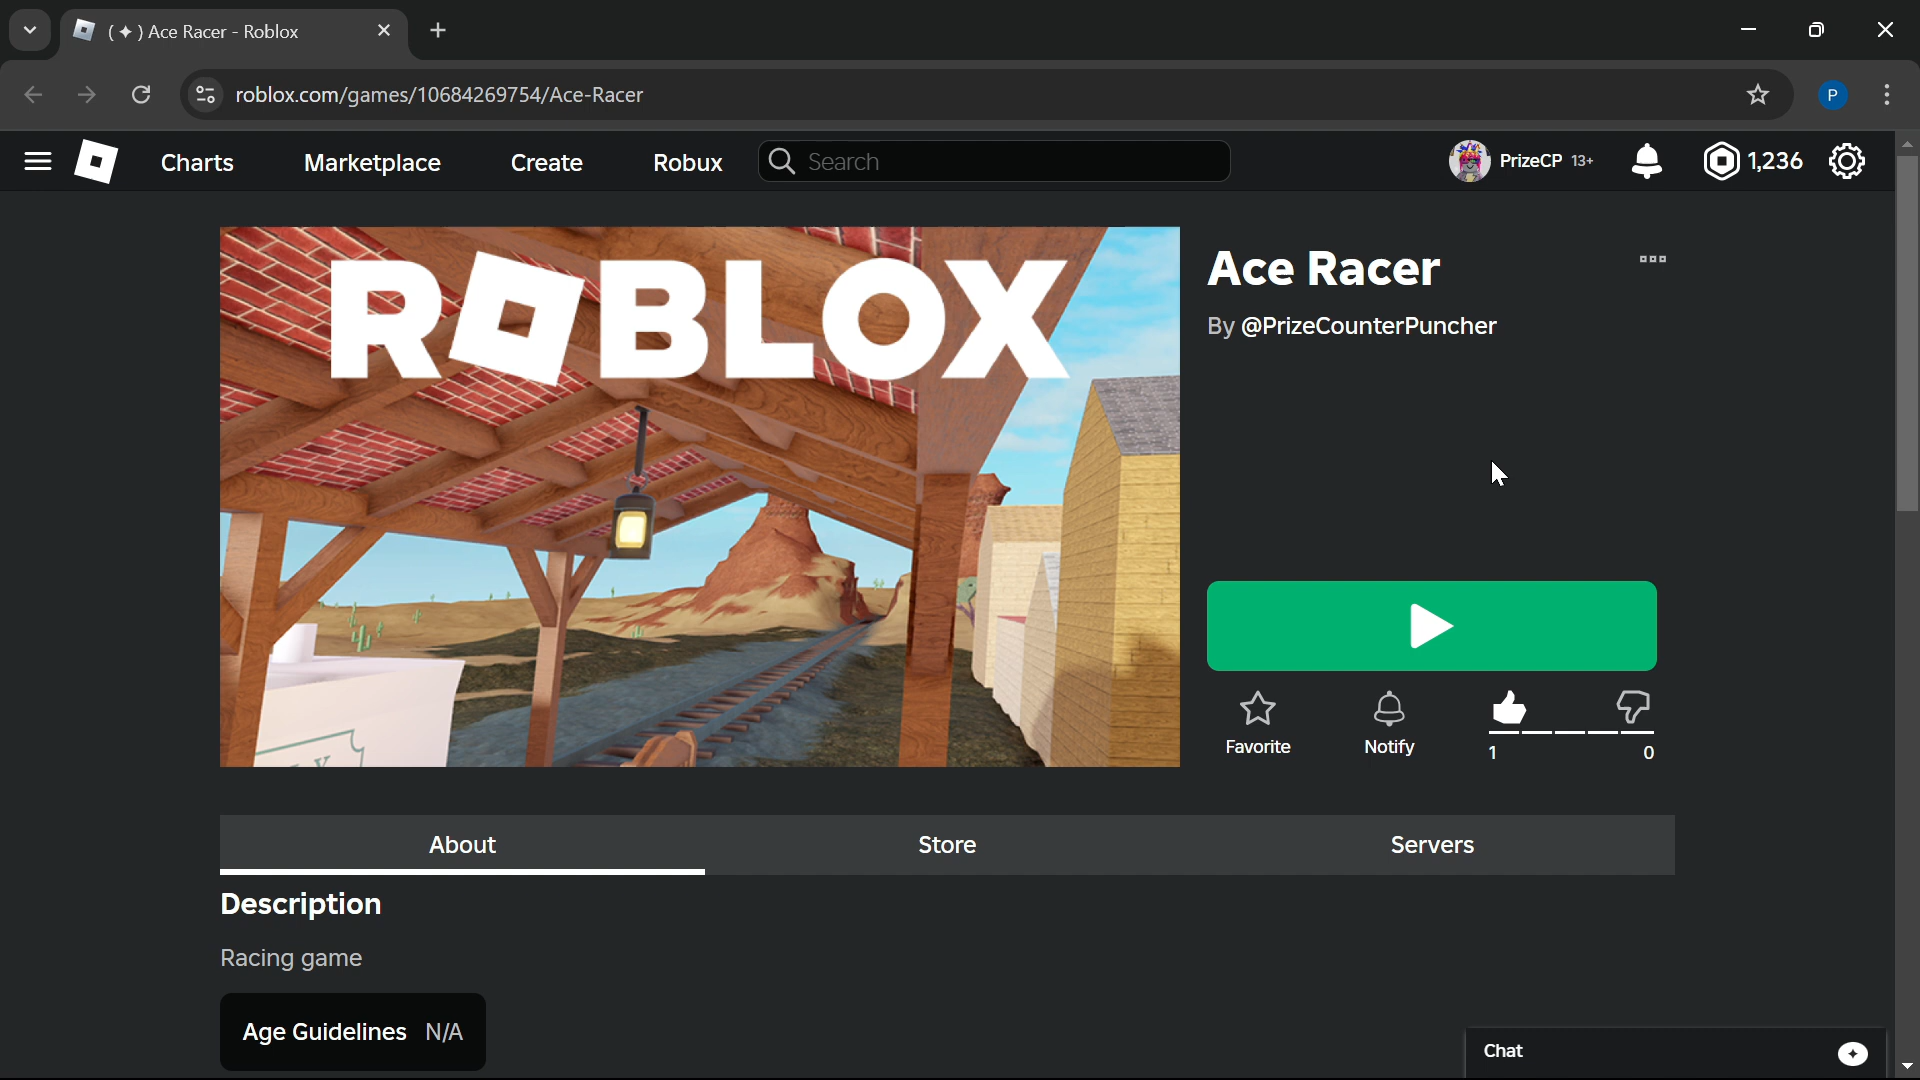 (✦) Ace Racer - Roblox
roblox.com/games/10684269754/Ace-Racer
P
Charts
Marketplace
Create
Robux
Search
PrizeCP 13+
1,236
ROBLOX
Ace Racer
By @PrizeCounterPuncher
Favorite
Notify
1
0
About
Store
Servers
Description
Racing game
Age Guidelines N/A
Chat